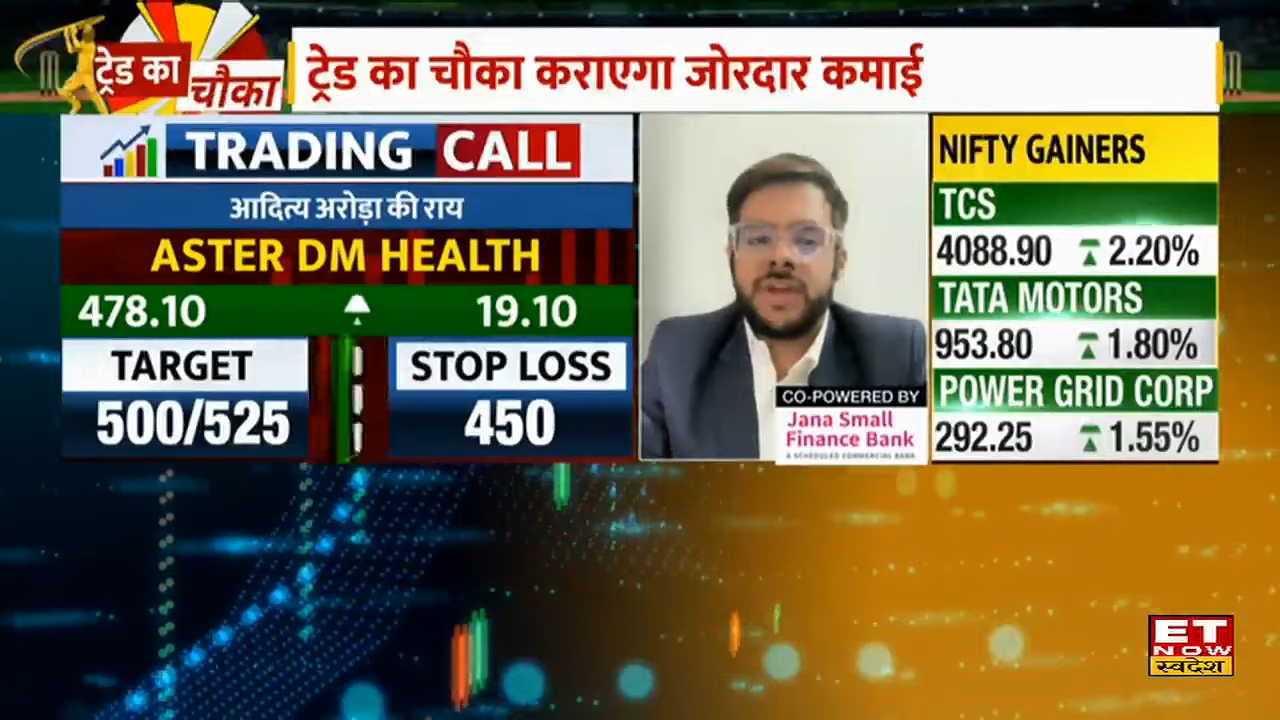 ट्रेड का
चौका
ट्रेड का चौका कराएगा जोरदार कमाई
TRADING CALL
आदित्य अरोड़ा की राय
ASTER DM HEALTH
478.10 19.10
TARGET STOP LOSS
500/525 450
CO-POWERED BY
Jana Small
Finance Bank
A SCHEDULED COMMERCIAL BANK
NIFTY GAINERS
TCS
4088.90 2.20%
TATA MOTORS
953.80 1.80%
POWER GRID CORP
292.25 1.55%
ET
NOW
स्वदेश